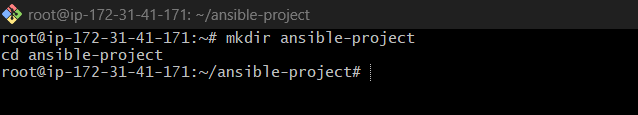 root@ip-172-31-41-171: ~/ansible-project
root@ip-172-31-41-171:~# mkdir ansible-project
cd ansible-project
root@ip-172-31-41-171:~/ansible-project#